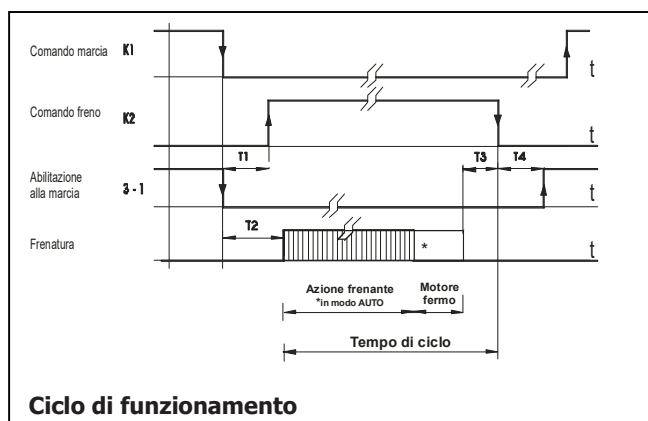 Comando marcia K1
t
Comando freno K2
t
T1 T3 T4
Abilitazione
alla marcia 3 - 1
t
T2
Frenatura
*
t
Azione frenante
*in modo AUTO
Motore
fermo
Tempo di ciclo
Ciclo di funzionamento